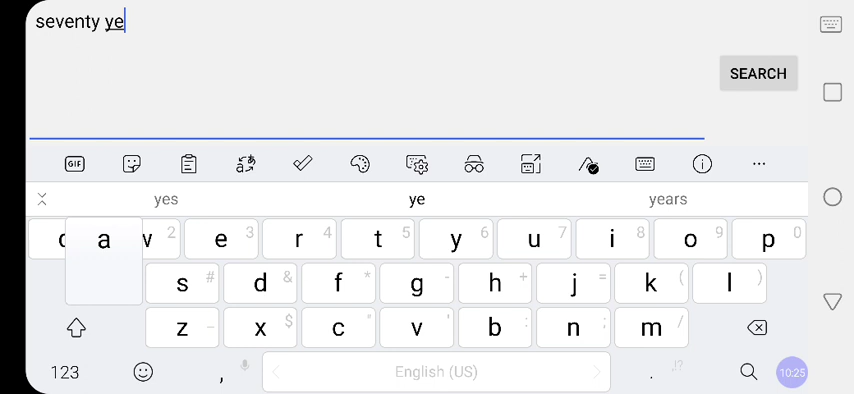 seventy ye
SEARCH
GIF
yes ye years
a w 2 e 3 r 4 t 5 y 6 u 7 i 8 o 9 p 0
s # d & f * g - h + j = k ( l )
z _ x $ c " v ' b : n ; m /
123 , English (US) . ,!? 10:25